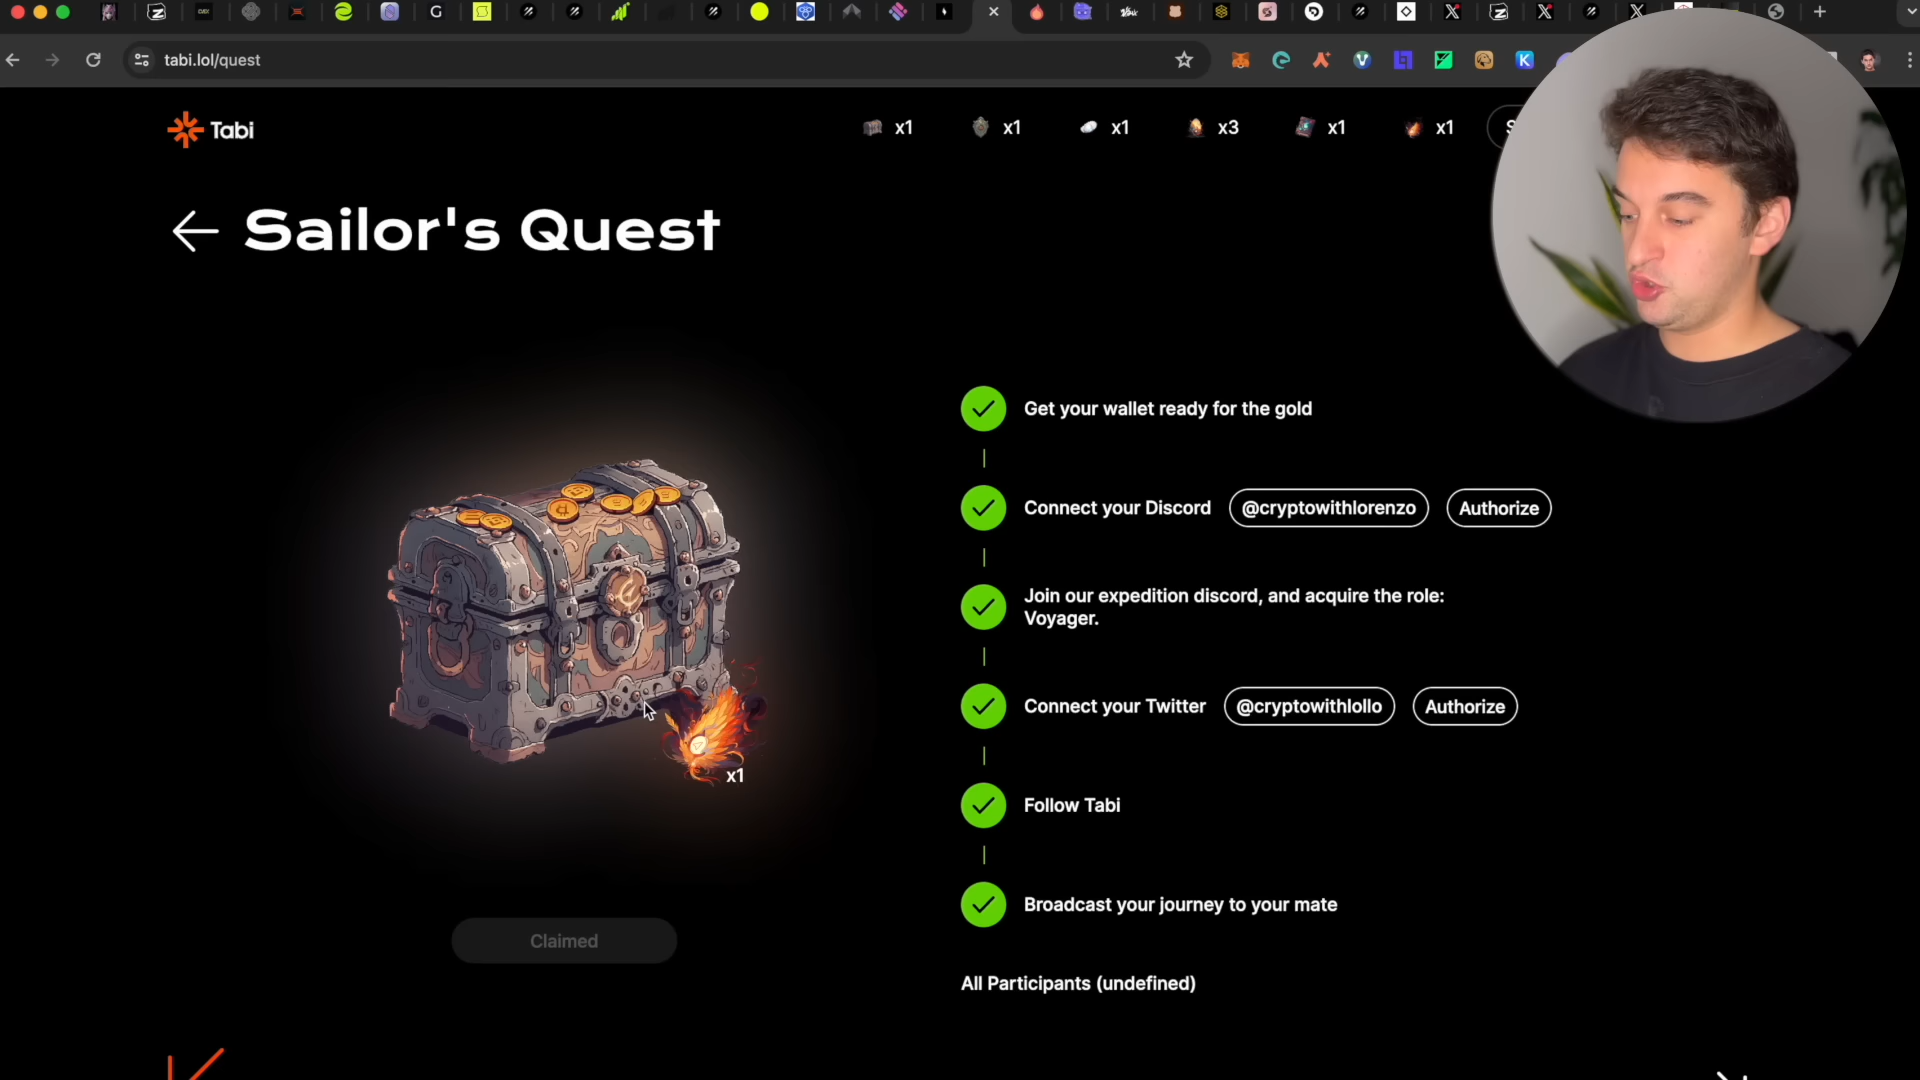 tabi.lol/quest
Tabi
x1
x1
x1
x3
x1
x1
Sailor's Quest
Get your wallet ready for the gold
Connect your Discord @cryptowithlorenzo Authorize
Join our expedition discord, and acquire the role:
Voyager.
Connect your Twitter @cryptowithlollo Authorize
Follow Tabi
x1
Broadcast your journey to your mate
Claimed
All Participants (undefined)